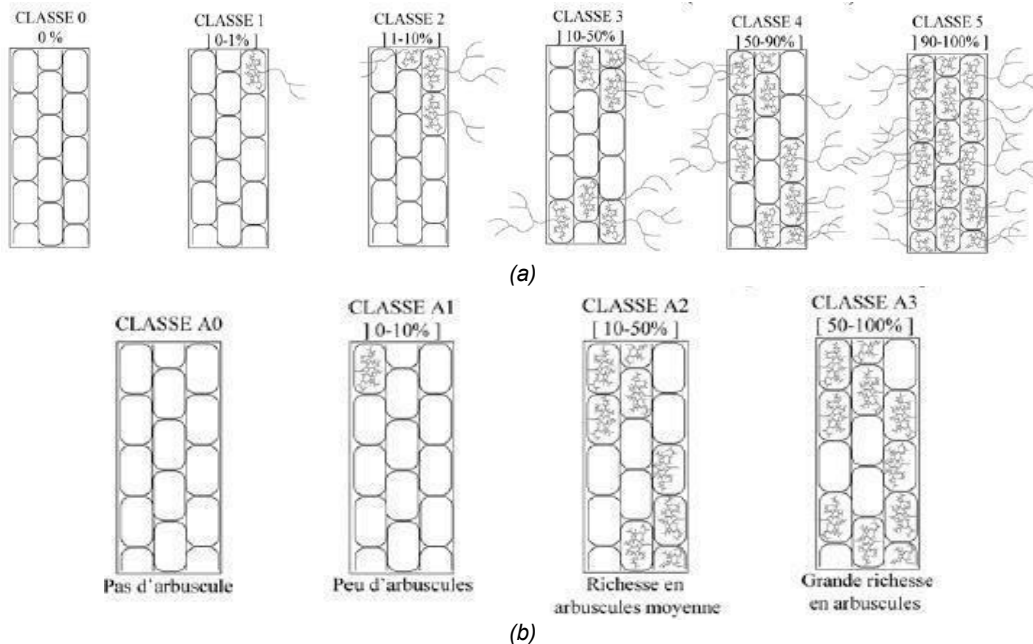 CLASSE 0
0 %
CLASSE 1
] 0-1% ]
CLASSE 2
] 1-10% ]
CLASSE 3
] 10-50% ]
CLASSE 4
] 50-90% ]
CLASSE 5
] 90-100% ]
(a)
CLASSE A0
Pas d'arbuscule
CLASSE A1
] 0-10% ]
Peu d'arbuscules
CLASSE A2
[ 10-50% ]
Richesse en
arbuscules moyenne
CLASSE A3
[ 50-100% ]
Grande richesse
en arbuscules
(b)